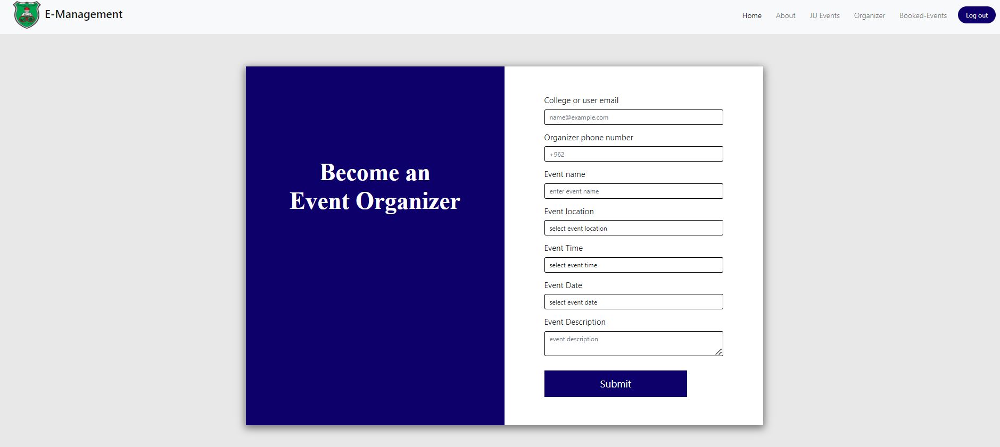 E-Management
Home About JU Events Organizer Booked-Events Log out
Become an
Event Organizer
College or user email
name@example.com
Organizer phone number
+962
Event name
enter event name
Event location
select event location
Event Time
select event time
Event Date
select event date
Event Description
event description
Submit